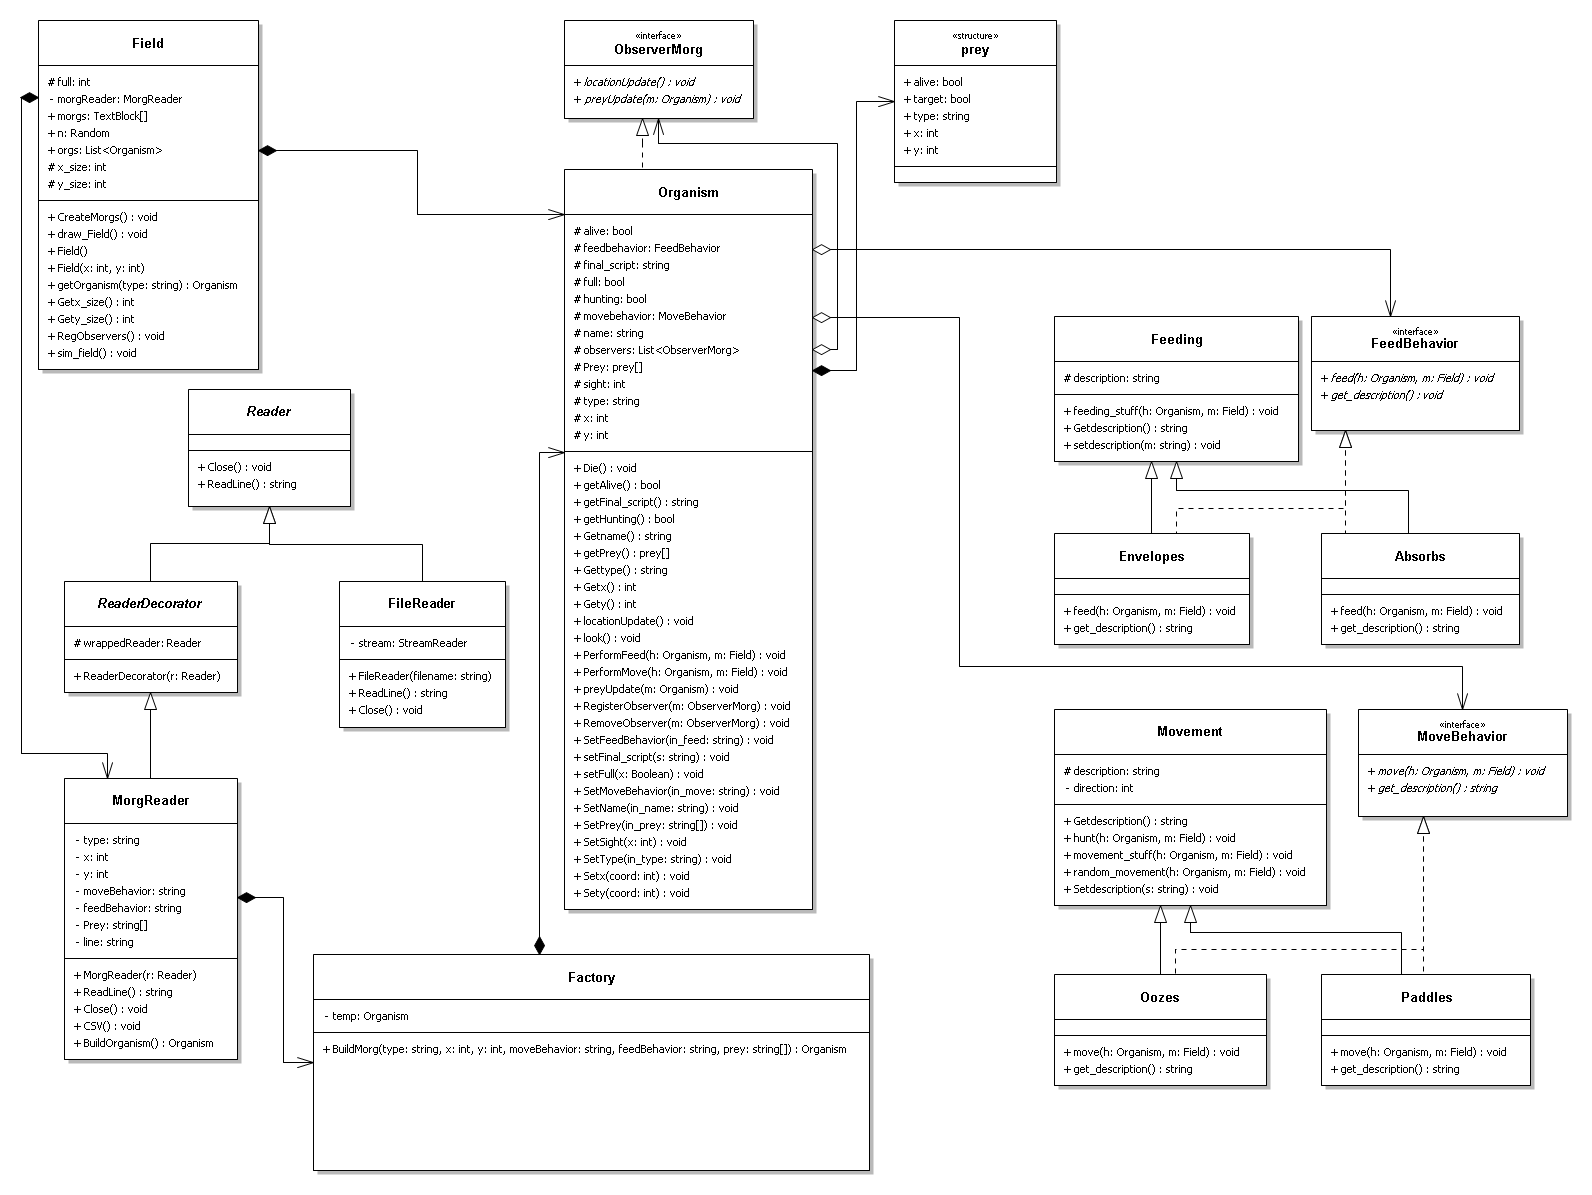 Field
# full: int
- morgReader: MorgReader
+ morgs: TextBlock[]
+ n: Random
+ orgs: List<Organism>
# x_size: int
# y_size: int
+ CreateMorgs() : void
+ draw_Field() : void
+ Field()
+ Field(x: int, y: int)
+ getOrganism(type: string) : Organism
+ Getx_size() : int
+ Gety_size() : int
+ RegObservers() : void
+ sim_field() : void
«interface»
ObserverMorg
+ locationUpdate() : void
+ preyUpdate(m: Organism) : void
«structure»
prey
+ alive: bool
+ target: bool
+ type: string
+ x: int
+ y: int
Organism
# alive: bool
# feedbehavior: FeedBehavior
# final_script: string
# full: bool
# hunting: bool
# movebehavior: MoveBehavior
# name: string
# observers: List<ObserverMorg>
# Prey: prey[]
# sight: int
# type: string
# x: int
# y: int
+ Die() : void
+ getAlive() : bool
+ getFinal_script() : string
+ getHunting() : bool
+ Getname() : string
+ getPrey() : prey[]
+ Gettype() : string
+ Getx() : int
+ Gety() : int
+ locationUpdate() : void
+ look() : void
+ PerformFeed(h: Organism, m: Field) : void
+ PerformMove(h: Organism, m: Field) : void
+ preyUpdate(m: Organism) : void
+ RegisterObserver(m: ObserverMorg) : void
+ RemoveObserver(m: ObserverMorg) : void
+ SetFeedBehavior(in_feed: string) : void
+ setFinal_script(s: string) : void
+ setFull(x: Boolean) : void
+ SetMoveBehavior(in_move: string) : void
+ SetName(in_name: string) : void
+ SetPrey(in_prey: string[]) : void
+ SetSight(x: int) : void
+ SetType(in_type: string) : void
+ Setx(coord: int) : void
+ Sety(coord: int) : void
Feeding
# description: string
+ feeding_stuff(h: Organism, m: Field) : void
+ Getdescription() : string
+ setdescription(m: string) : void
«interface»
FeedBehavior
+ feed(h: Organism, m: Field) : void
+ get_description() : void
Reader
+ Close() : void
+ ReadLine() : string
Envelopes
+ feed(h: Organism, m: Field) : void
+ get_description() : string
Absorbs
+ feed(h: Organism, m: Field) : void
+ get_description() : string
ReaderDecorator
# wrappedReader: Reader
+ ReaderDecorator(r: Reader)
FileReader
- stream: StreamReader
+ FileReader(filename: string)
+ ReadLine() : string
+ Close() : void
Movement
# description: string
- direction: int
+ Getdescription() : string
+ hunt(h: Organism, m: Field) : void
+ movement_stuff(h: Organism, m: Field) : void
+ random_movement(h: Organism, m: Field) : void
+ Setdescription(s: string) : void
«interface»
MoveBehavior
+ move(h: Organism, m: Field) : void
+ get_description() : string
MorgReader
- type: string
- x: int
- y: int
- moveBehavior: string
- feedBehavior: string
- Prey: string[]
- line: string
+ MorgReader(r: Reader)
+ ReadLine() : string
+ Close() : void
+ CSV() : void
+ BuildOrganism() : Organism
Factory
- temp: Organism
+ BuildMorg(type: string, x: int, y: int, moveBehavior: string, feedBehavior: string, prey: string[]) : Organism
Oozes
+ move(h: Organism, m: Field) : void
+ get_description() : string
Paddles
+ move(h: Organism, m: Field) : void
+ get_description() : string